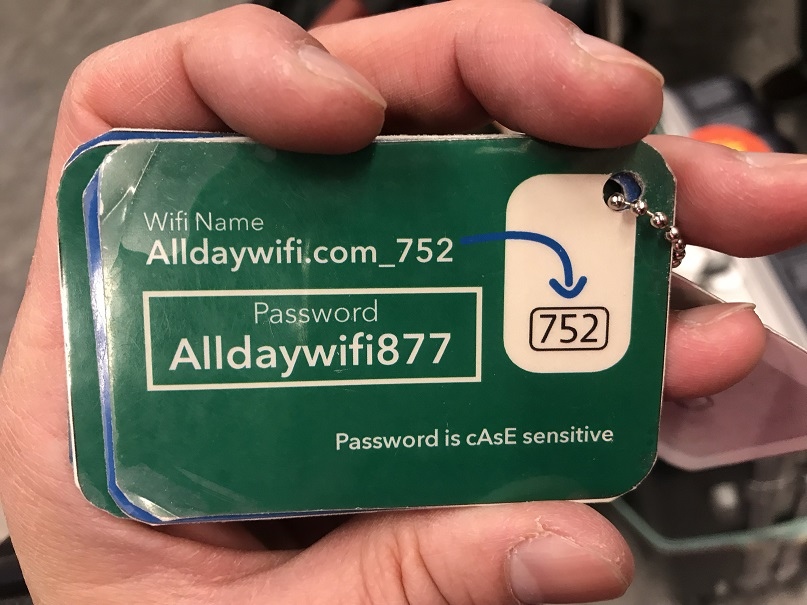 Wifi Name
Alldaywifi.com_752
Password
Alldaywifi877
752
Password is cAsE sensitive